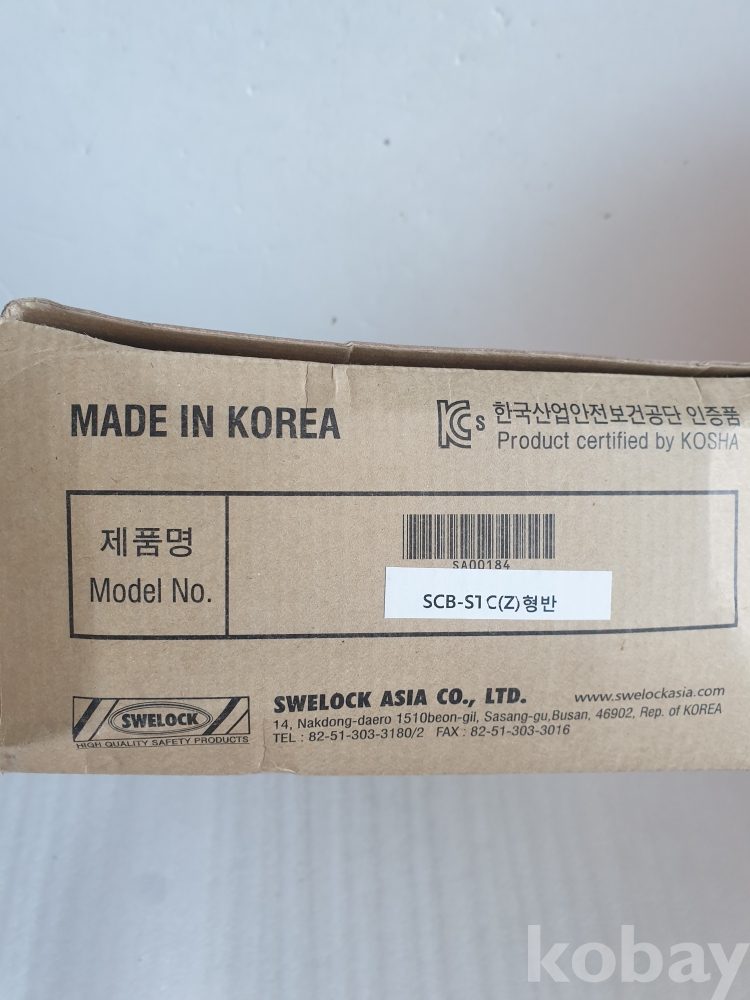 MADE IN KOREA
KCs 한국산업안전보건공단 인증품
Product certified by KOSHA
제품명
Model No.
SA00184
SCB-S1C(Z)형반
SWELOCK
HIGH QUALITY SAFETY PRODUCTS
SWELOCK ASIA CO., LTD. www.swelockasia.com
14, Nakdong-daero 1510beon-gil, Sasang-gu,Busan, 46902, Rep. of KOREA
TEL : 82-51-303-3180/2 FAX : 82-51-303-3016
kobay